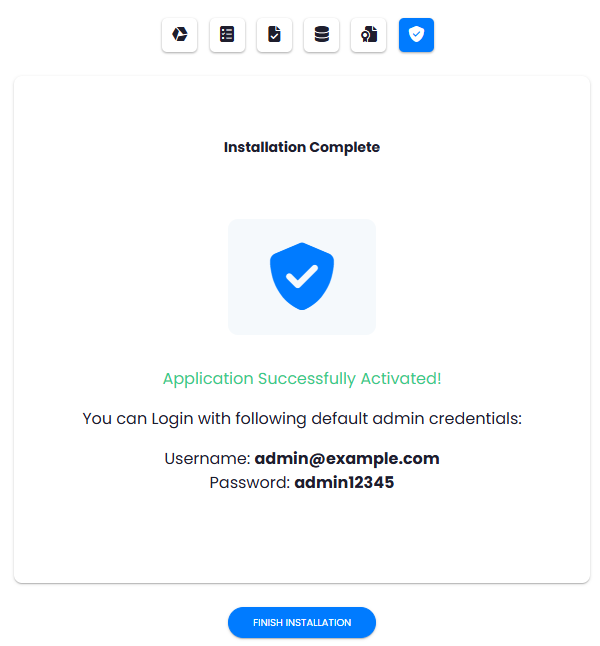 Installation Complete
Application Successfully Activated!
You can Login with following default admin credentials:
Username: admin@example.com
Password: admin12345
FINISH INSTALLATION